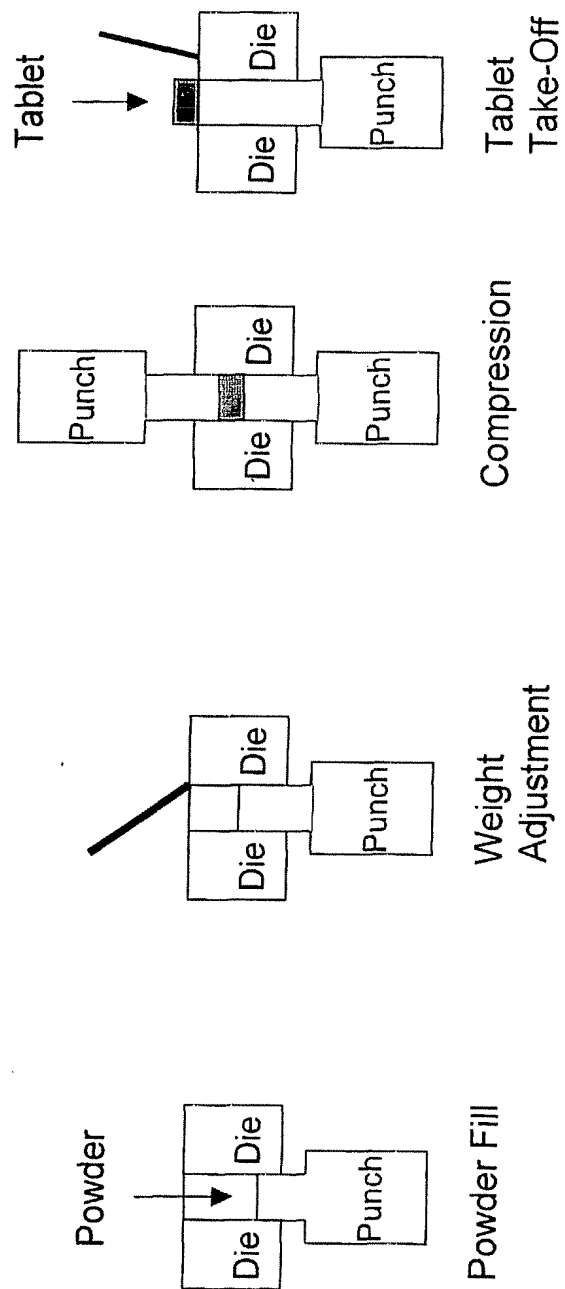 Powder
Die
Die
Punch
Powder Fill
Die
Die
Punch
Weight
Adjustment
Punch
Die
Die
Punch
Compression
Tablet
Die
Die
Punch
Tablet
Take-Off